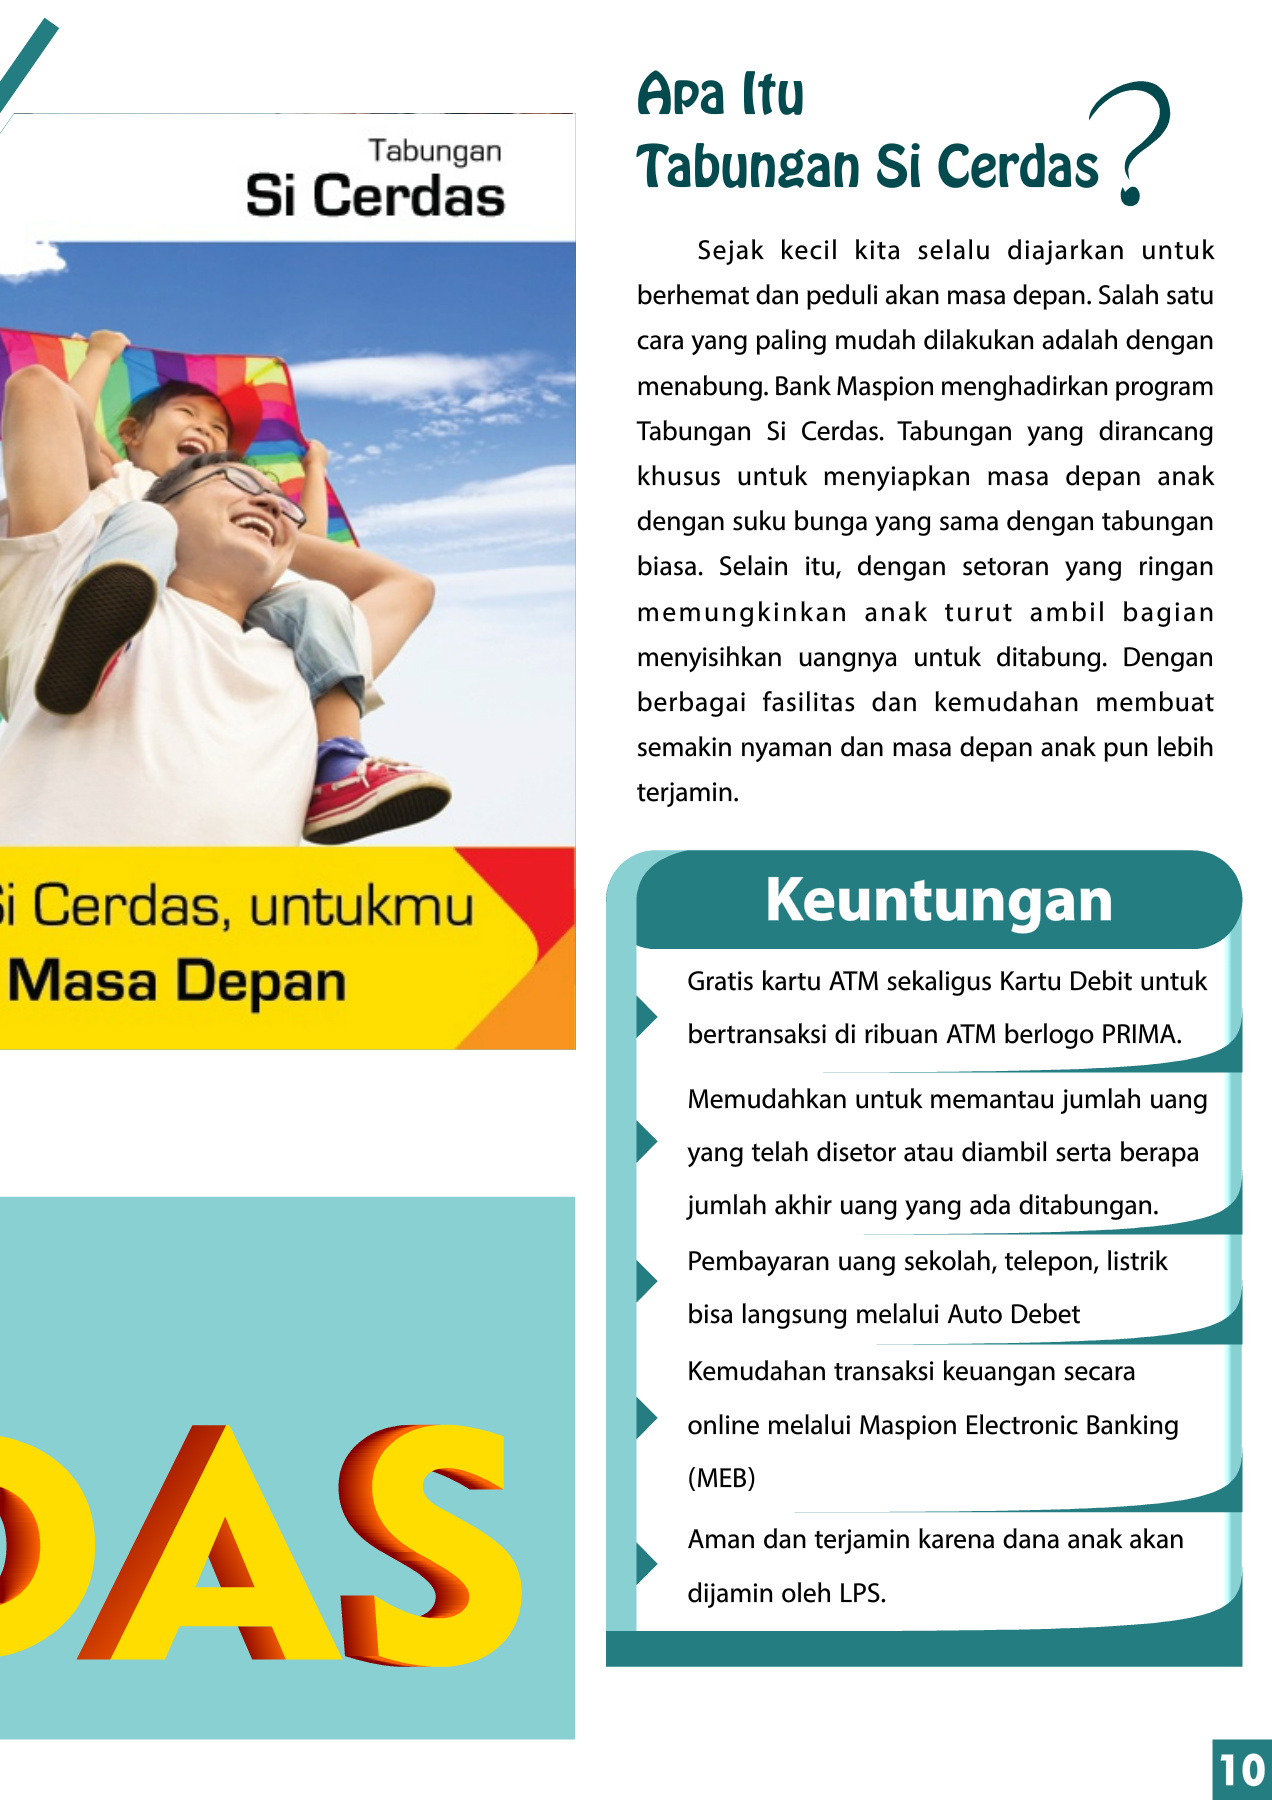 Tabungan
Si Cerdas
Si Cerdas, untukmu
Masa Depan
DAS
Apa Itu
Tabungan Si Cerdas?
Sejak kecil kita selalu diajarkan untuk
berhemat dan peduli akan masa depan. Salah satu
cara yang paling mudah dilakukan adalah dengan
menabung. Bank Maspion menghadirkan program
Tabungan Si Cerdas. Tabungan yang dirancang
khusus untuk menyiapkan masa depan anak
dengan suku bunga yang sama dengan tabungan
biasa. Selain itu, dengan setoran yang ringan
memungkinkan anak turut ambil bagian
menyisihkan uangnya untuk ditabung. Dengan
berbagai fasilitas dan kemudahan membuat
semakin nyaman dan masa depan anak pun lebih
terjamin.
Keuntungan
Gratis kartu ATM sekaligus Kartu Debit untuk
bertransaksi di ribuan ATM berlogo PRIMA.
Memudahkan untuk memantau jumlah uang
yang telah disetor atau diambil serta berapa
jumlah akhir uang yang ada ditabungan.
Pembayaran uang sekolah, telepon, listrik
bisa langsung melalui Auto Debet
Kemudahan transaksi keuangan secara
online melalui Maspion Electronic Banking
(MEB)
Aman dan terjamin karena dana anak akan
dijamin oleh LPS.
10